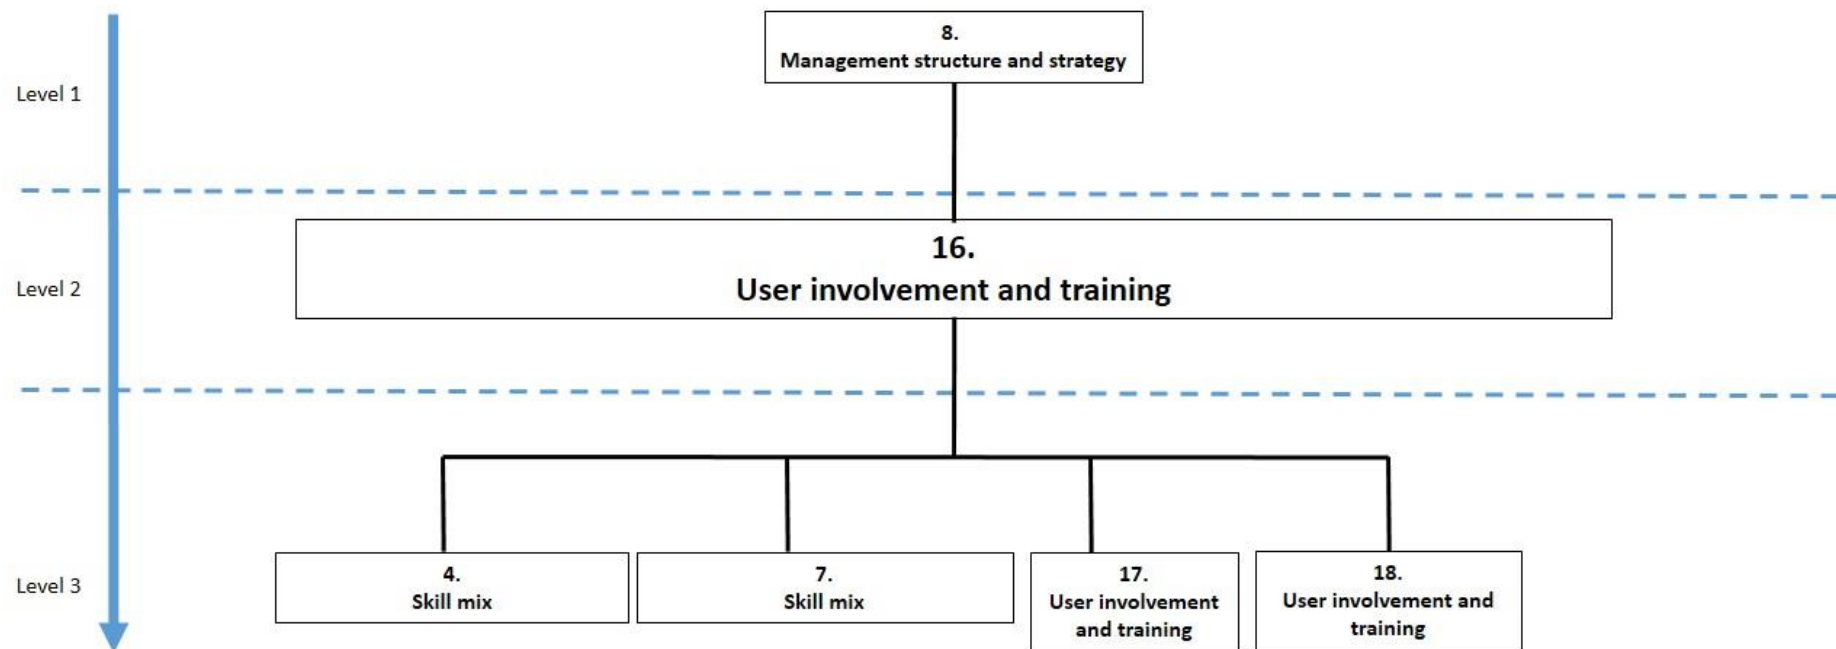 8.
Management structure and strategy
Level 1
16.
User involvement and training
Level 2
4.
Skill mix
7.
Skill mix
17.
User involvement
and training
18.
User involvement and
training
Level 3